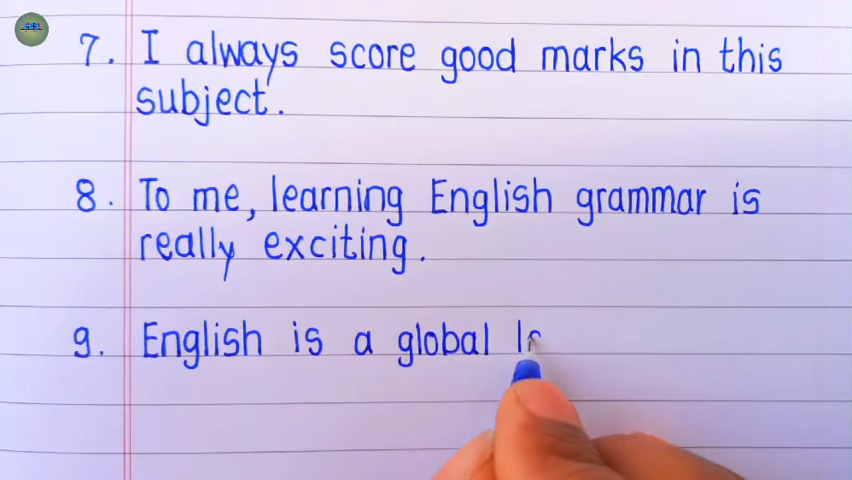 7. I always score good marks in this
subject.
8. To me, learning English grammar is
really exciting.
9. English is a global